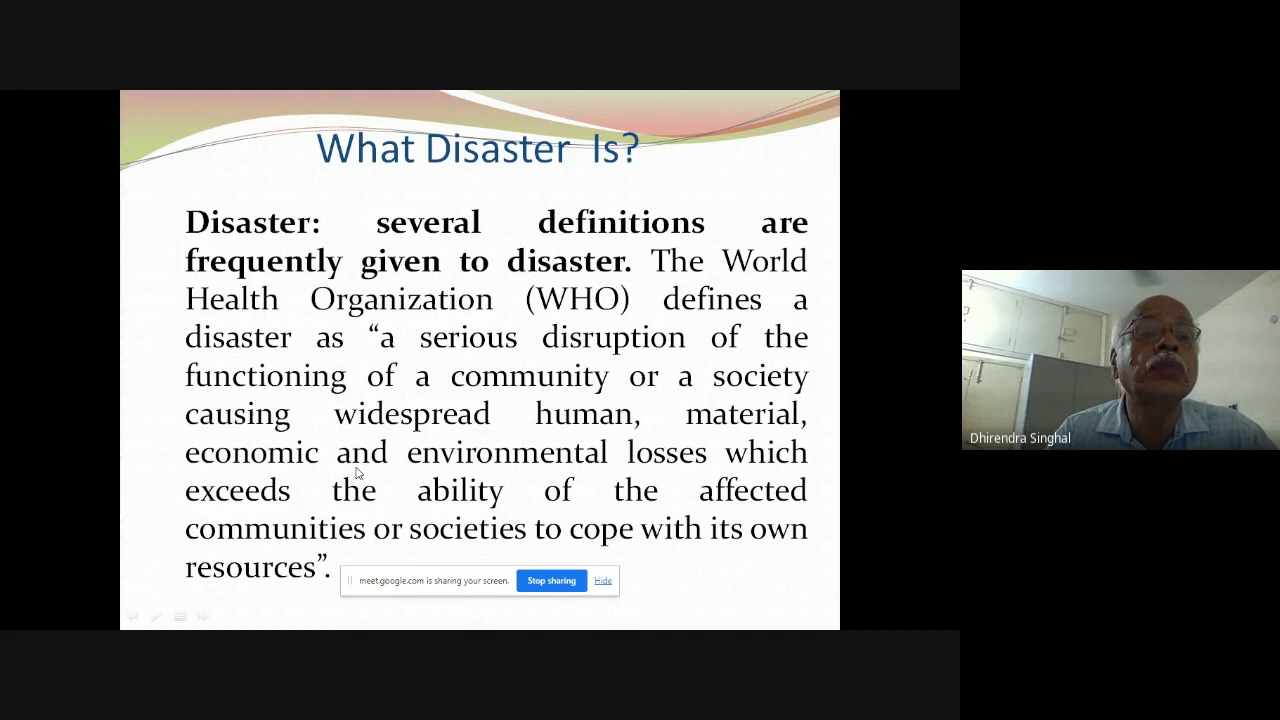 What Disaster Is?
Disaster: several definitions are
frequently given to disaster. The World
Health Organization (WHO) defines a
disaster as “a serious disruption of the
functioning of a community or a society
causing widespread human, material,
economic and environmental losses which
exceeds the ability of the affected
communities or societies to cope with its own
resources”.
meet.google.com is sharing your screen. Stop sharing Hide
Dhirendra Singhal